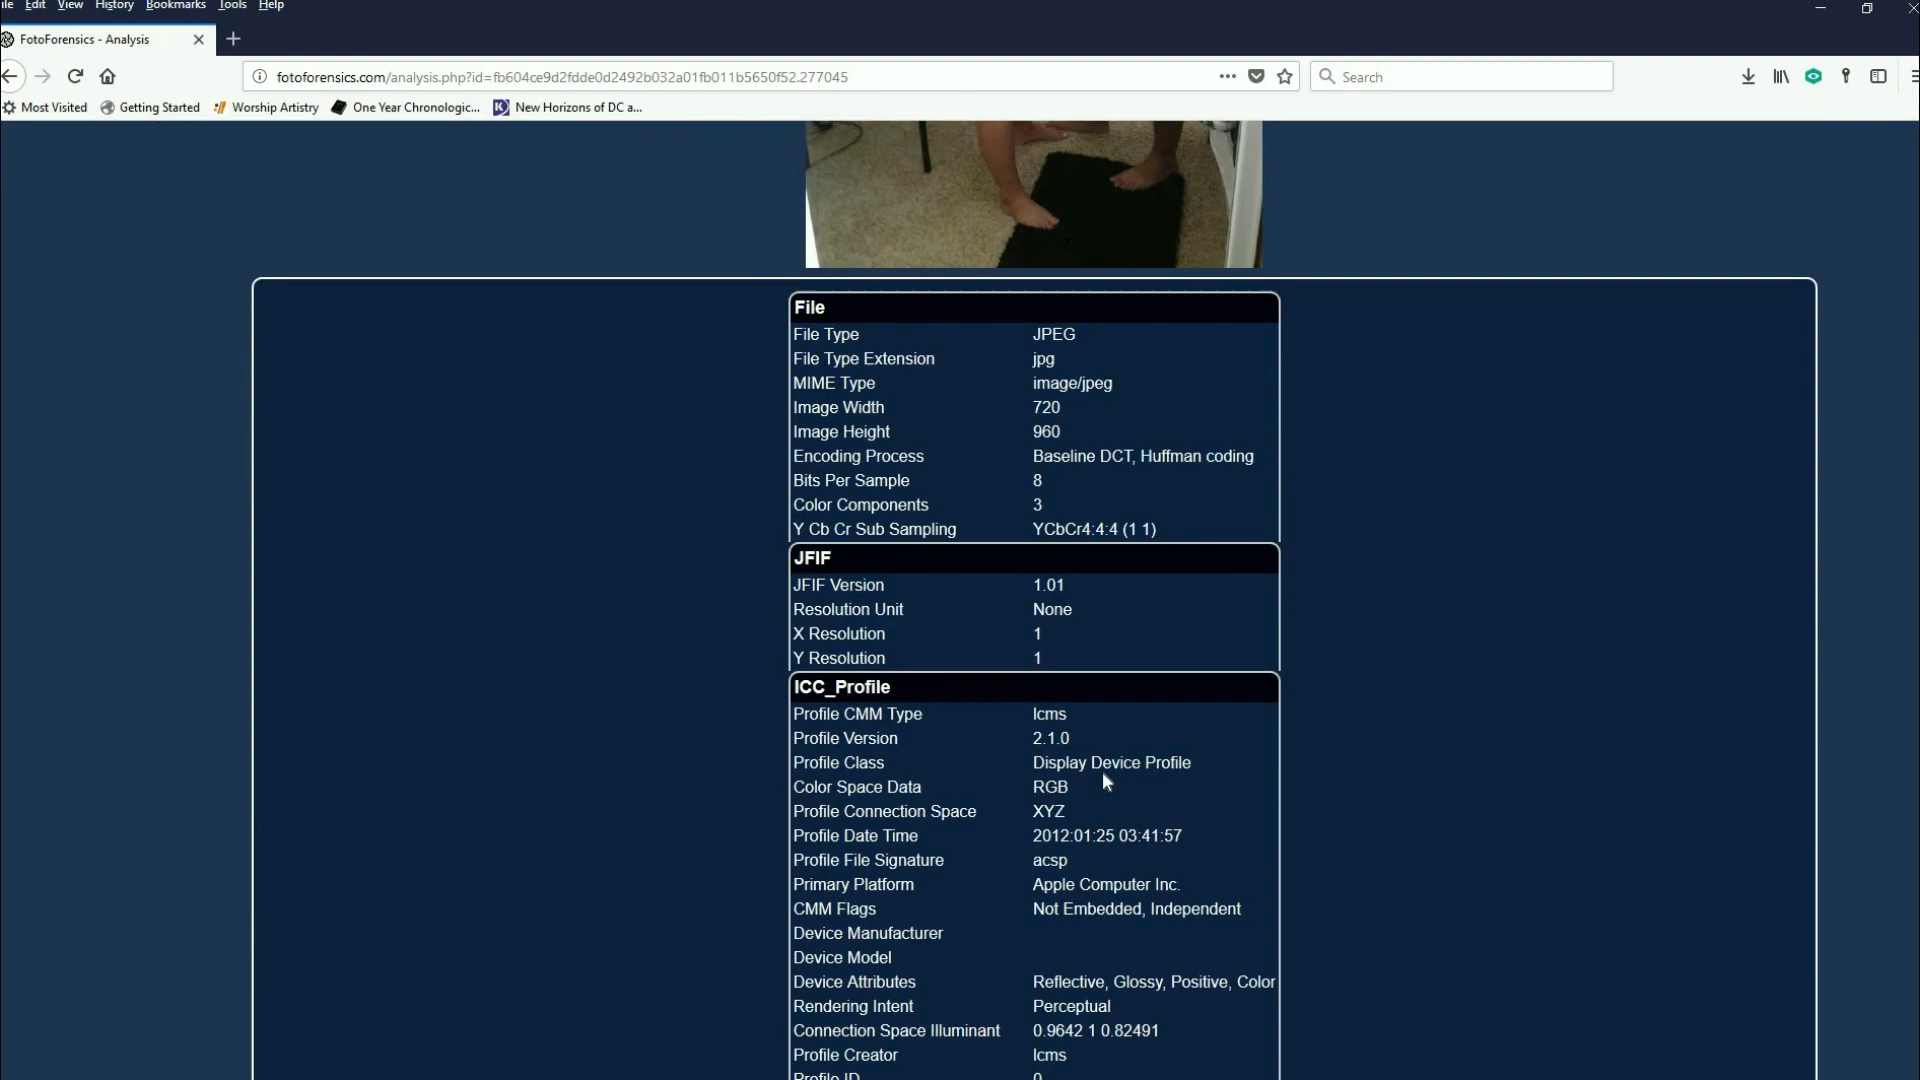 ile Edit View History Bookmarks Tools Help
FotoForensics - Analysis
fotoforensics.com/analysis.php?id=fb604ce9d2fdde0d2492b032a01fb011b5650f52.277045
Search
Most Visited Getting Started Worship Artistry One Year Chronologic... New Horizons of DC a...
File
File Type JPEG
File Type Extension jpg
MIME Type image/jpeg
Image Width 720
Image Height 960
Encoding Process Baseline DCT, Huffman coding
Bits Per Sample 8
Color Components 3
Y Cb Cr Sub Sampling YCbCr4:4:4 (1 1)
JFIF
JFIF Version 1.01
Resolution Unit None
X Resolution 1
Y Resolution 1
ICC_Profile
Profile CMM Type lcms
Profile Version 2.1.0
Profile Class Display Device Profile
Color Space Data RGB
Profile Connection Space XYZ
Profile Date Time 2012:01:25 03:41:57
Profile File Signature acsp
Primary Platform Apple Computer Inc.
CMM Flags Not Embedded, Independent
Device Manufacturer
Device Model
Device Attributes Reflective, Glossy, Positive, Color
Rendering Intent Perceptual
Connection Space Illuminant 0.9642 1 0.82491
Profile Creator lcms
Profile ID 0